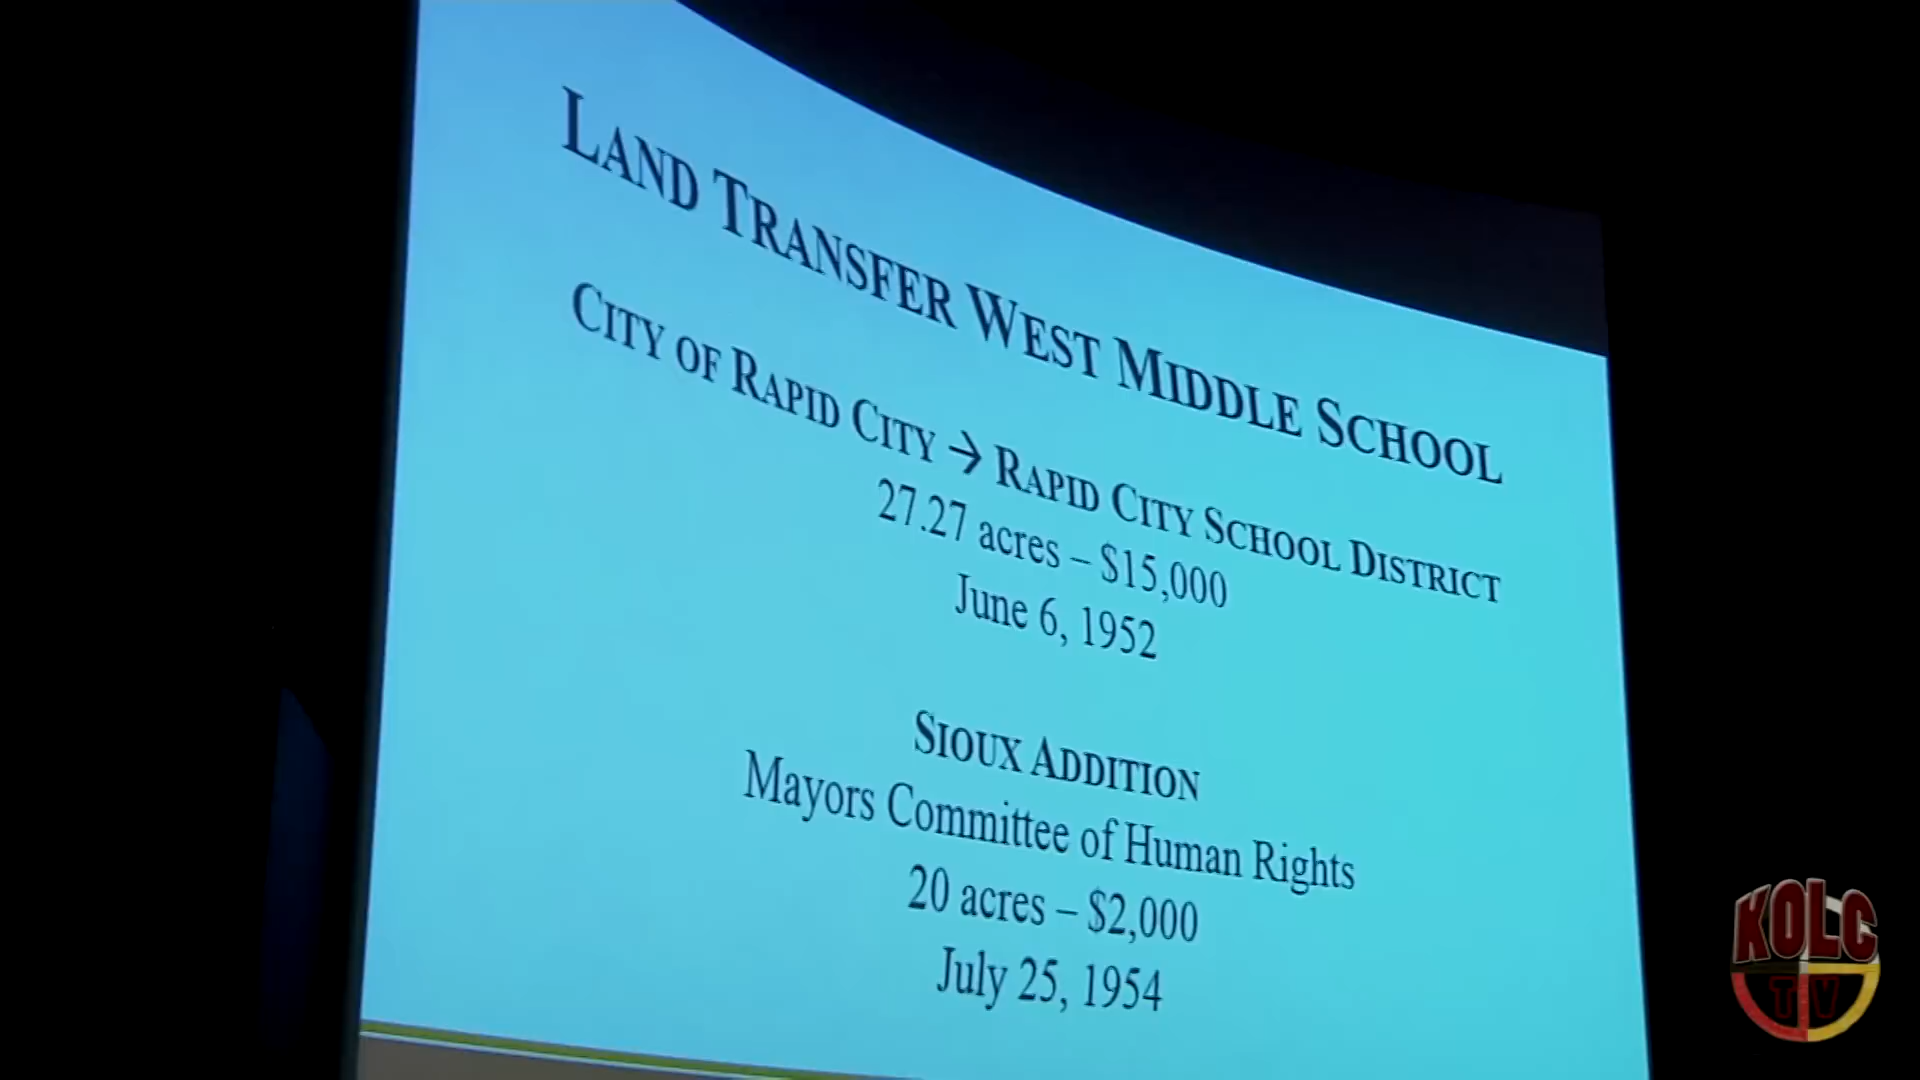 LAND TRANSFER WEST MIDDLE SCHOOL
CITY OF RAPID CITY → RAPID CITY SCHOOL DISTRICT
27.27 acres – $15,000
June 6, 1952
SIOUX ADDITION
Mayors Committee of Human Rights
20 acres – $2,000
July 25, 1954
KOLC
TV